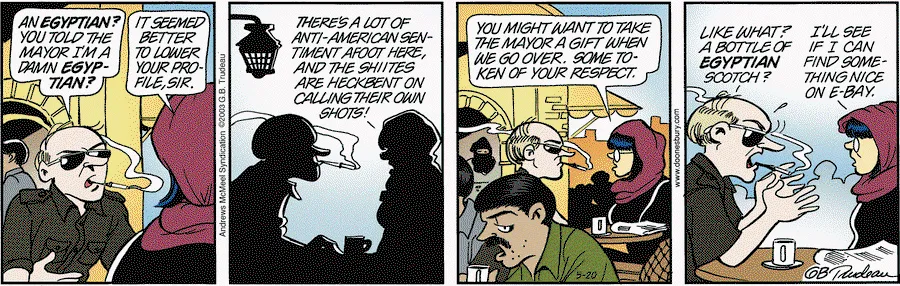 AN EGYPTIAN?
YOU TOLD THE
MAYOR I'M A
DAMN EGYP-
TIAN?
IT SEEMED
BETTER
TO LOWER
YOUR PRO-
FILE, SIR.
Andrews McMeel Syndication ©2003 G.B. Trudeau
THERE'S A LOT OF
ANTI-AMERICAN SEN-
TIMENT AFOOT HERE,
AND THE SHIITES
ARE HECKBENT ON
CALLING THEIR OWN
SHOTS!
YOU MIGHT WANT TO TAKE
THE MAYOR A GIFT WHEN
WE GO OVER. SOME TO-
KEN OF YOUR RESPECT.
5-20
www.doonesbury.com
LIKE WHAT?
A BOTTLE OF
EGYPTIAN
SCOTCH?
I'LL SEE
IF I CAN
FIND SOME-
THING NICE
ON E-BAY.
GB Trudeau